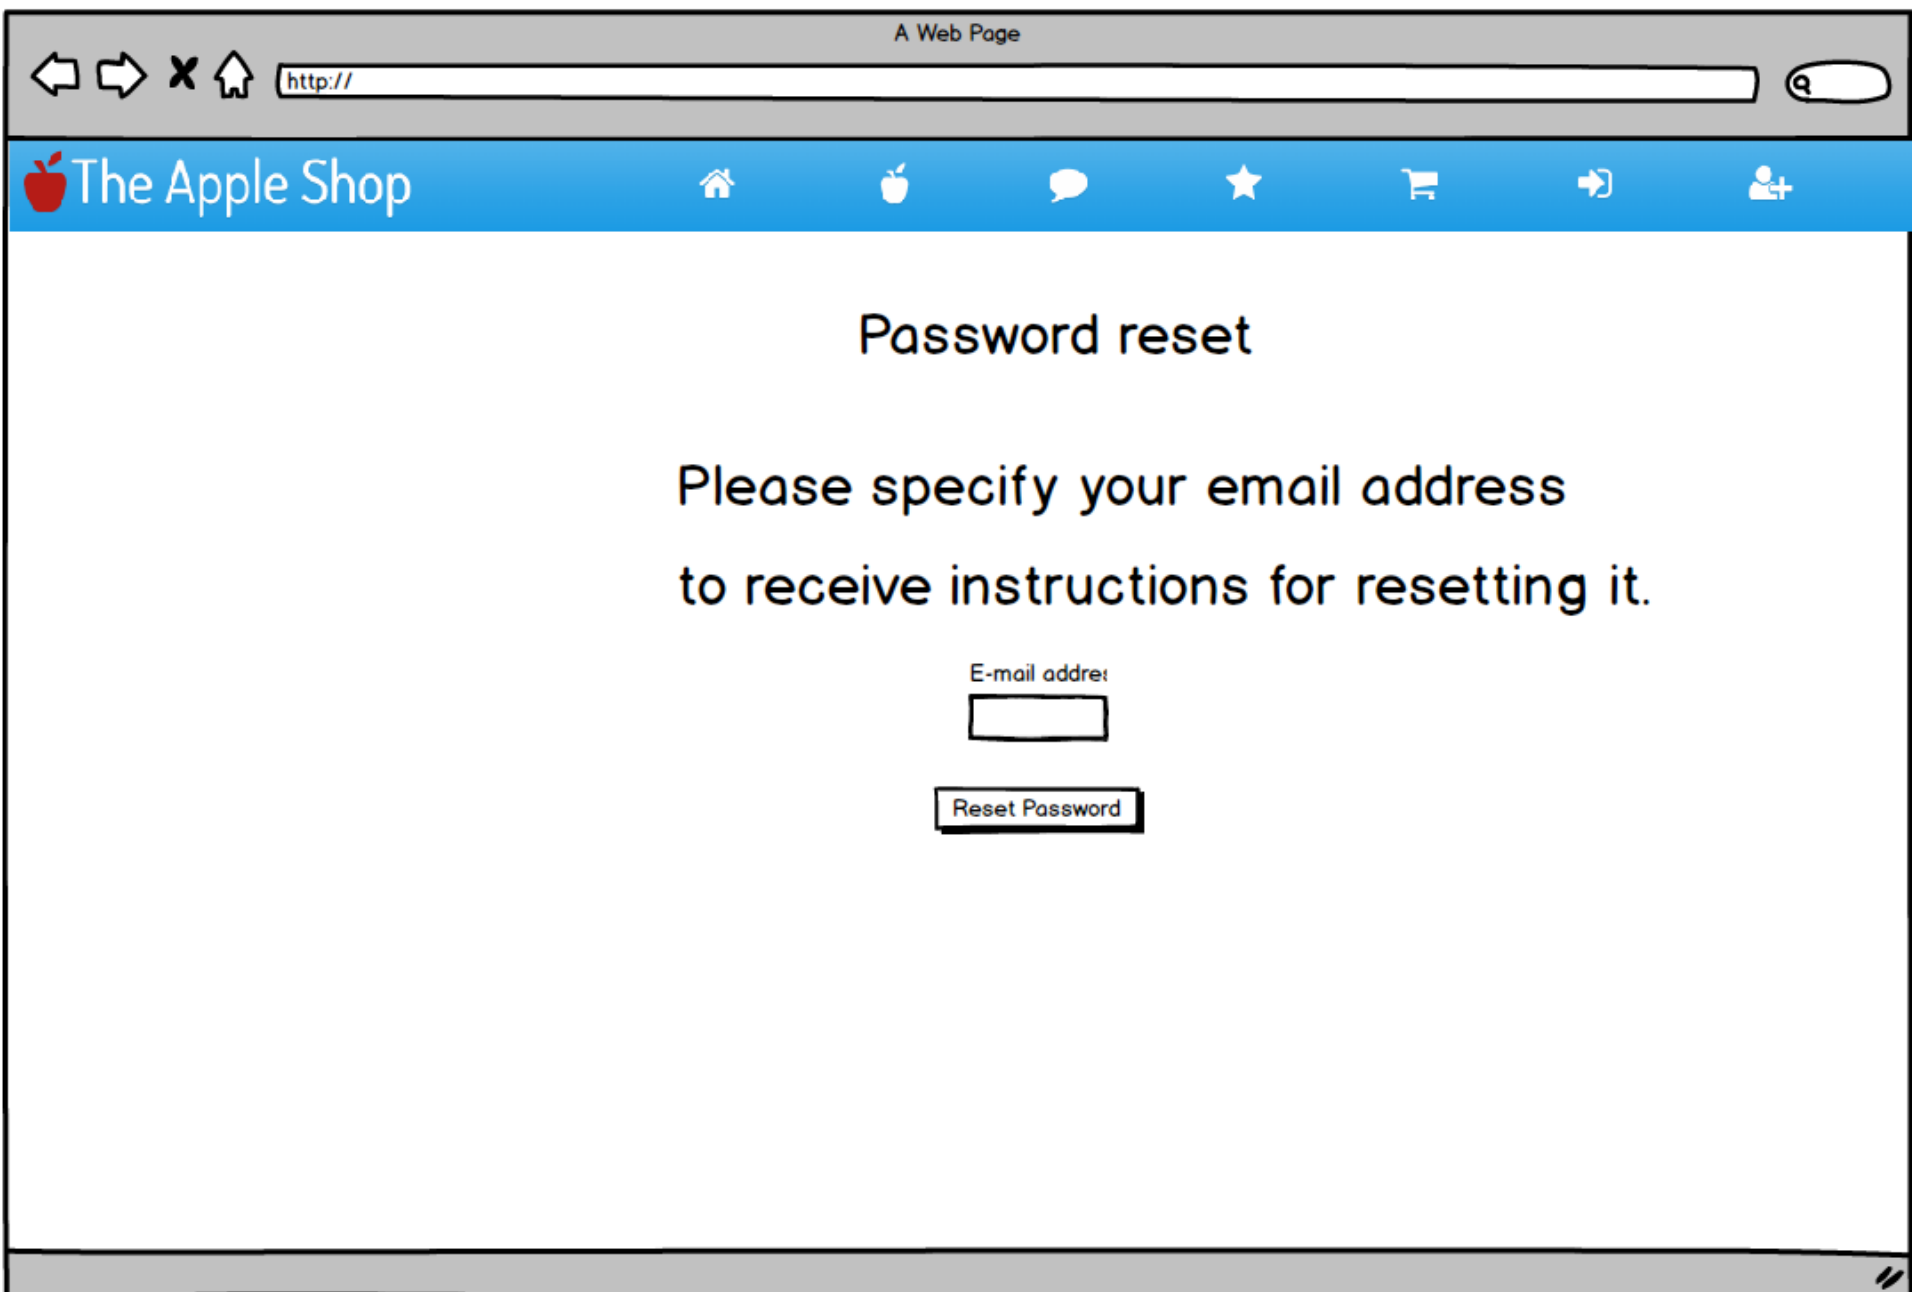 A Web Page
http://
The Apple Shop
Password reset
Please specify your email address
to receive instructions for resetting it.
E-mail addres
Reset Password